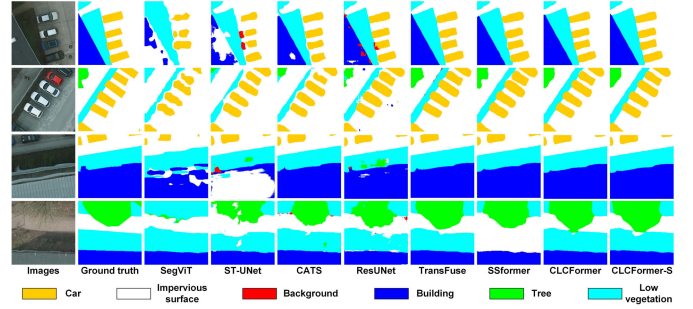 Images Ground truth SegViT ST-UNet CATS ResUNet TransFuse SSformer CLCFormer CLCFormer-S
Car Impervious surface Background Building Tree Low vegetation